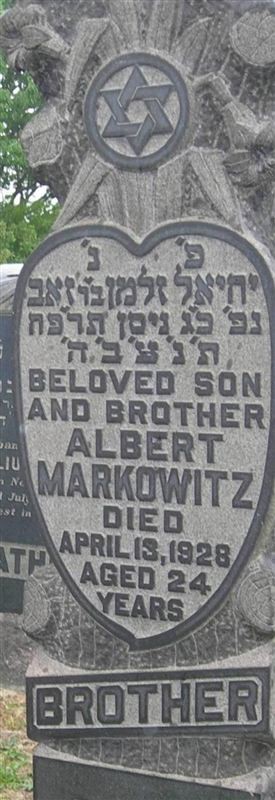 פ״ נ״
יחיאל זלמן בר זאב
נפ׳ כג ניסן תרפח
ת׳ נ׳ צ׳ ב׳ ה׳
BELOVED SON
AND BROTHER
ALBERT
MARKOWITZ
DIED
APRIL 13, 1928
AGED 24
YEARS
BROTHER